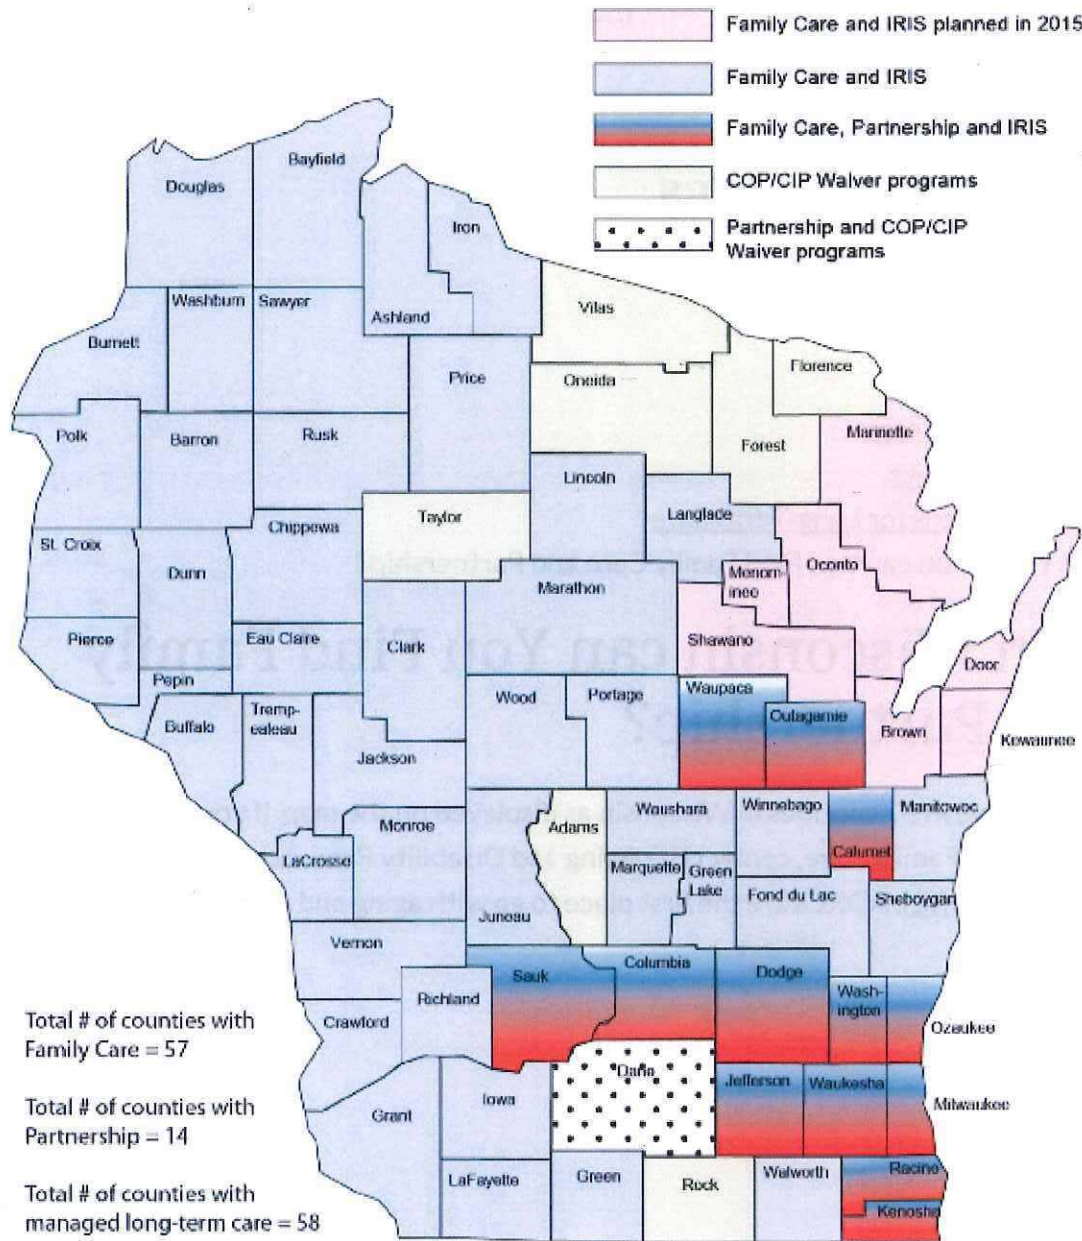 Family Care and IRIS planned in 2015
Family Care and IRIS
Family Care, Partnership and IRIS
COP/CIP Waiver programs
Partnership and COP/CIP
Waiver programs
Bayfield
Douglas
Iron
Washburn
Sawyer
Ashland
Vilas
Burnett
Florence
Price
Oneida
Polk
Barron
Rusk
Marinette
Forest
Lincoln
Taylor
Langlade
Chippewa
St. Croix
Dunn
Oconto
Menom-
inee
Marathon
Pierce
Eau Claire
Clark
Shawano
Door
Pepin
Waupaca
Wood
Portage
Buffalo
Tremp-
ealeau
Outagamie
Brown
Kewaunee
Jackson
Waushara
Winnebago
Manitowoc
Monroe
Adams
Calumet
LaCrosse
Marquette
Green
Lake
Fond du Lac
Sheboygan
Juneau
Vernon
Columbia
Sauk
Dodge
Wash-
ington
Richland
Ozaukee
Crawford
Dane
Jefferson
Waukesha
Iowa
Milwaukee
Grant
LaFayette
Green
Rock
Walworth
Racine
Kenosha
Total # of counties with
Family Care = 57
Total # of counties with
Partnership = 14
Total # of counties with
managed long-term care = 58